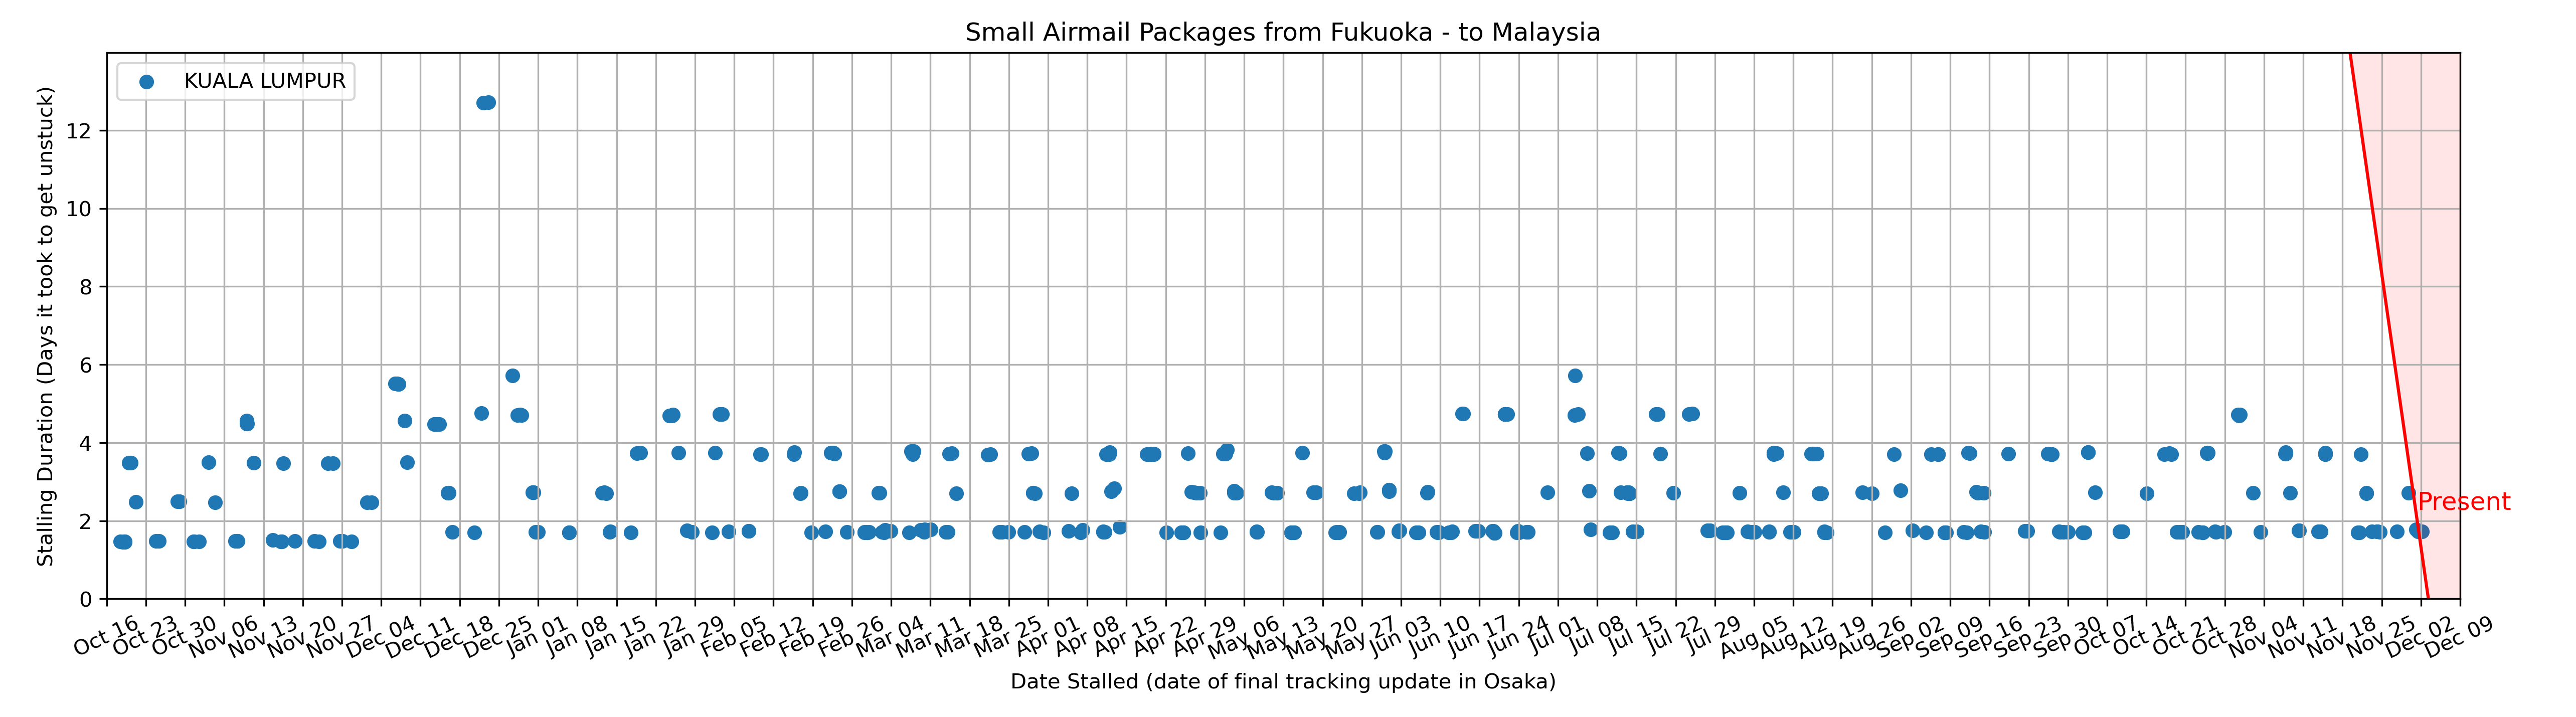 Small Airmail Packages from Fukuoka - to Malaysia
KUALA LUMPUR
Stalling Duration (Days it took to get unstuck)
12
10
8
6
4
2
0
Present
Oct 16 Oct 23 Oct 30 Nov 06 Nov 13 Nov 20 Nov 27 Dec 04 Dec 11 Dec 18 Dec 25 Jan 01 Jan 08 Jan 15 Jan 22 Jan 29 Feb 05 Feb 12 Feb 19 Feb 26 Mar 04 Mar 11 Mar 18 Mar 25 Apr 01 Apr 08 Apr 15 Apr 22 Apr 29 May 06 May 13 May 20 May 27 Jun 03 Jun 10 Jun 17 Jun 24 Jul 01 Jul 08 Jul 15 Jul 22 Jul 29 Aug 05 Aug 12 Aug 19 Aug 26 Sep 02 Sep 09 Sep 16 Sep 23 Sep 30 Oct 07 Oct 14 Oct 21 Oct 28 Nov 04 Nov 11 Nov 18 Nov 25 Dec 02 Dec 09
Date Stalled (date of final tracking update in Osaka)